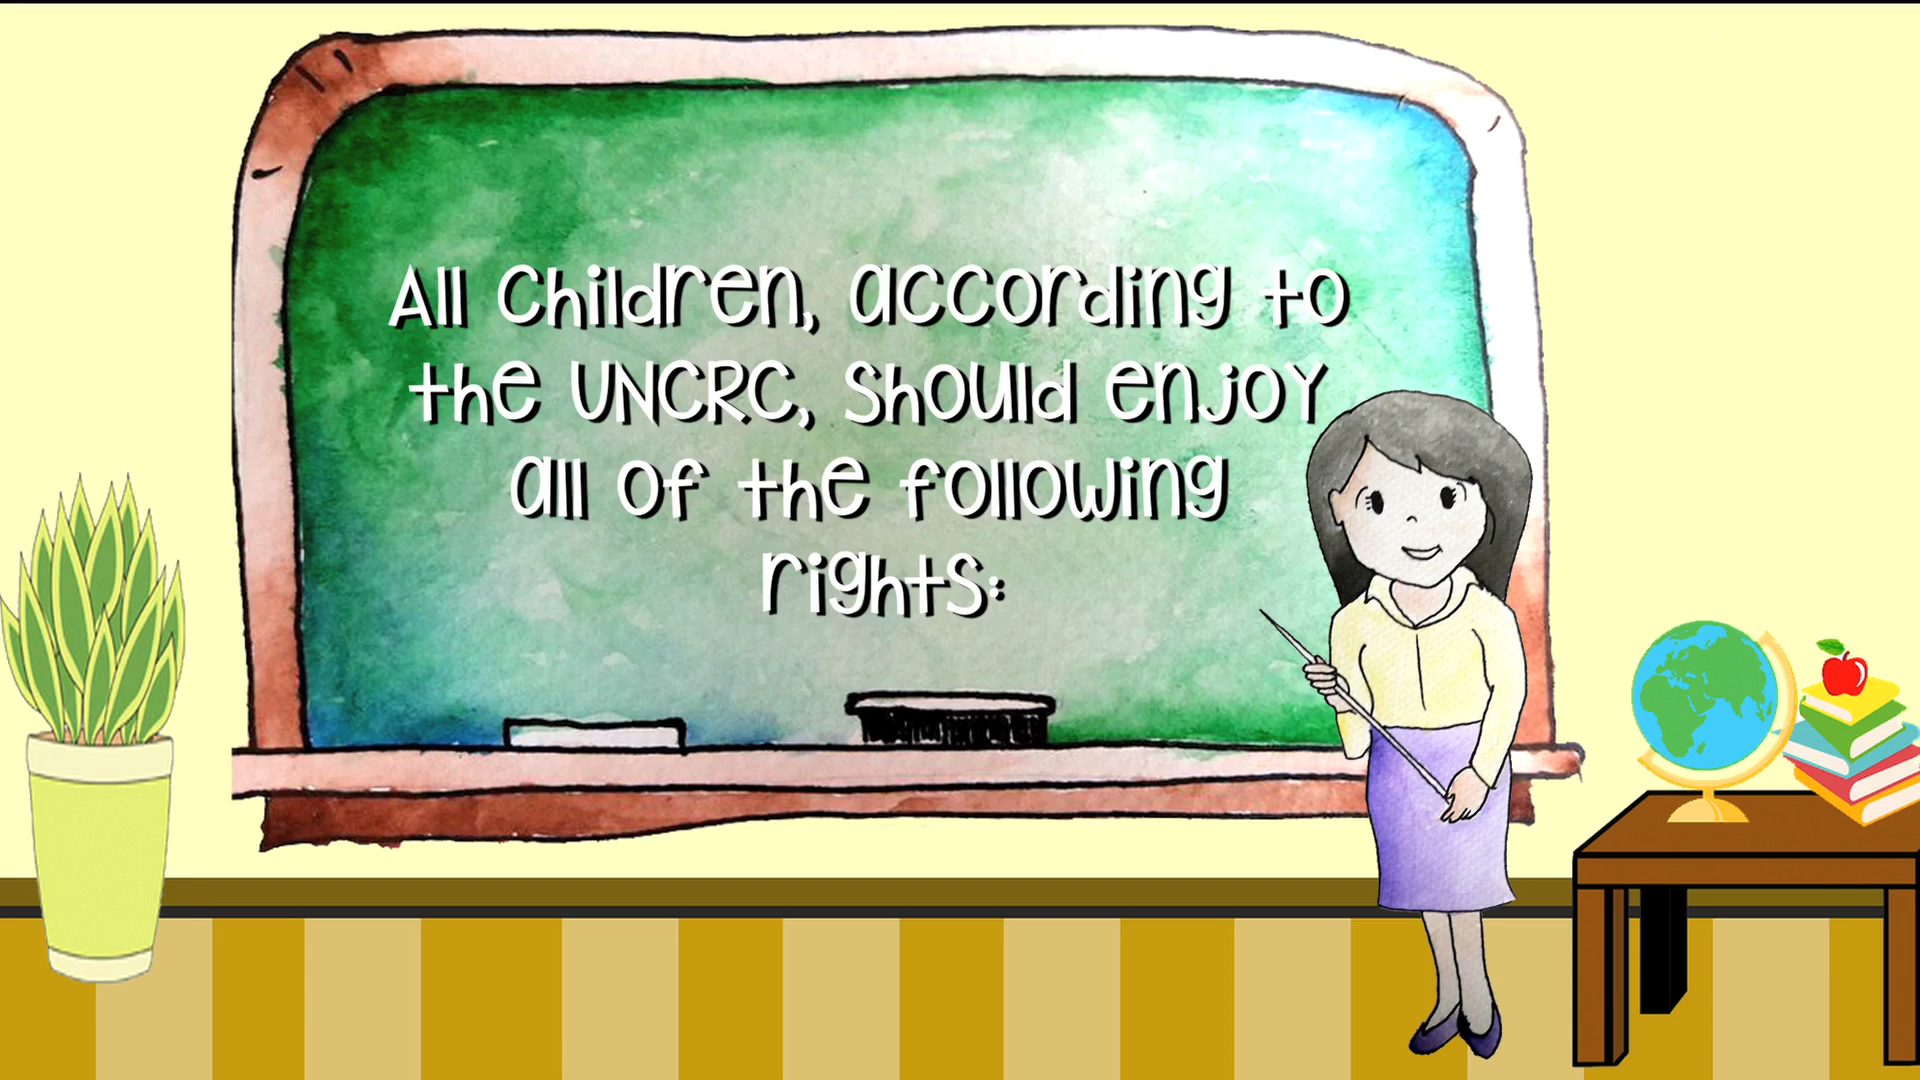 All children, according to
the UNCRC, should enjoy
all of the following
rights: